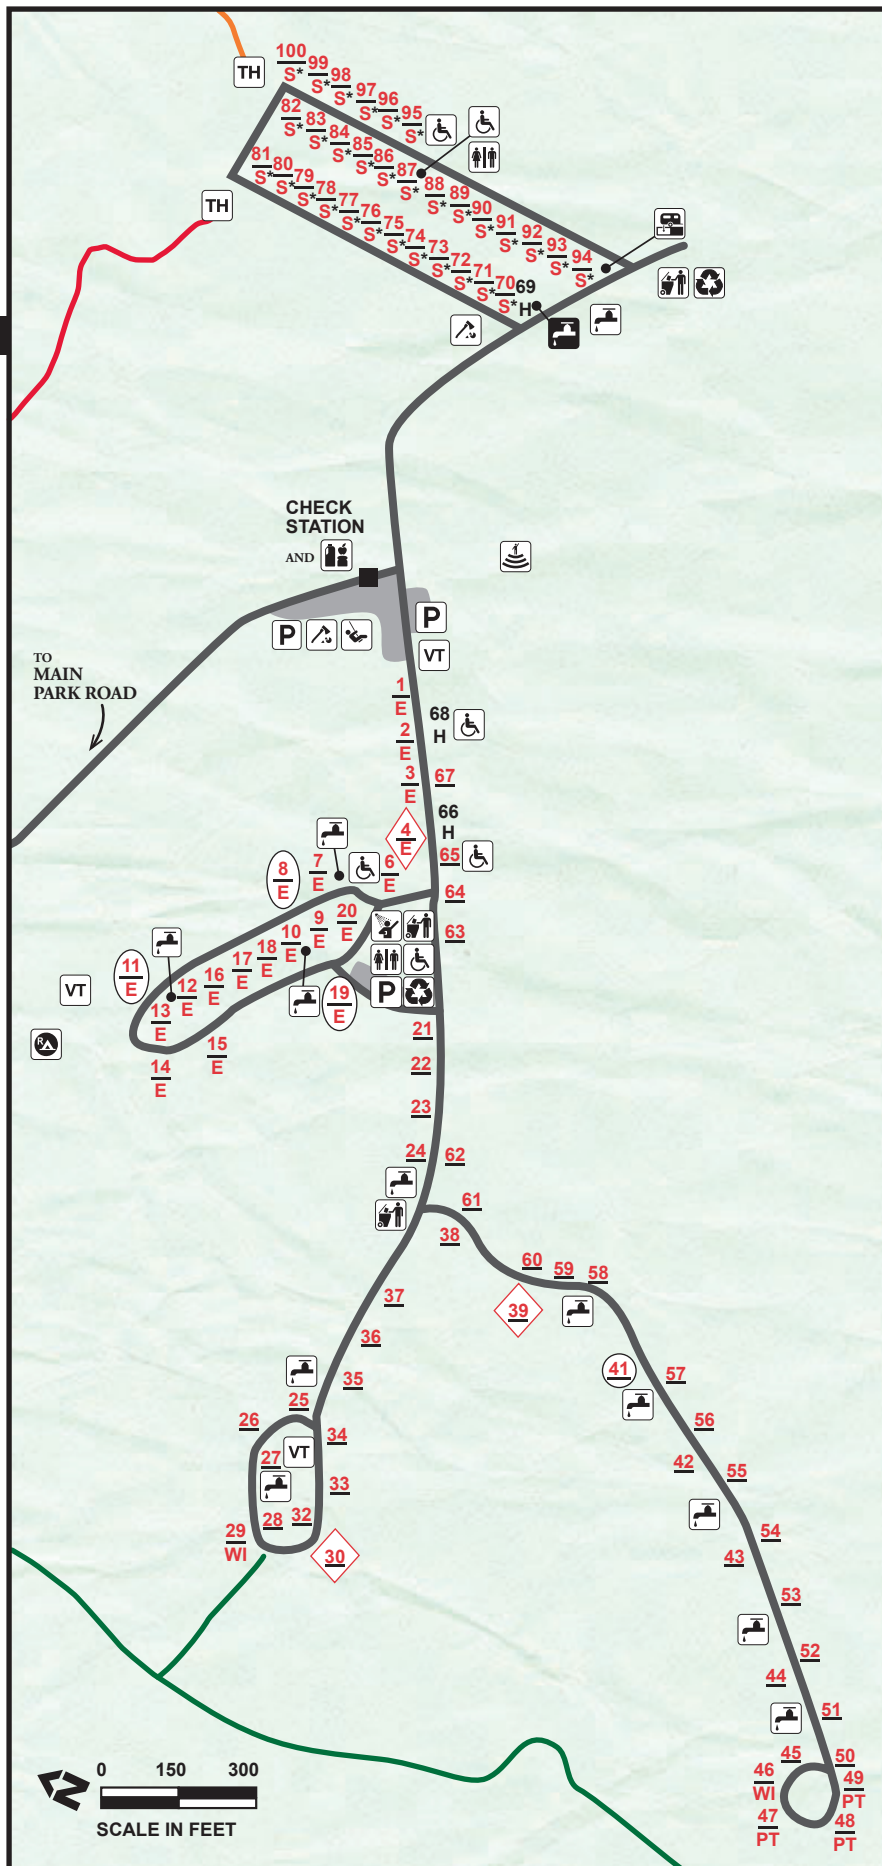 TH
100
S*
99
S*
98
S*
97
S*
96
S*
95
S*
82
S*
83
S*
84
S*
85
S*
86
S*
87
S*
88
S*
89
S*
90
S*
91
S*
92
S*
93
S*
94
S*
81
S*
80
S*
79
S*
78
S*
77
S*
76
S*
75
S*
74
S*
73
S*
72
S*
71
S*
70
S*
69
H
TH
CHECK
STATION
AND
P
P
VT
TO
MAIN
PARK ROAD
1
E
68
H
2
E
3
E
67
66
H
4
E
65
8
E
7
E
6
E
64
20
E
9
E
10
E
63
18
E
17
E
16
E
11
E
12
E
13
E
VT
19
E
P
R
21
15
E
14
E
22
23
24
62
61
38
60
59
58
37
39
36
41
57
35
25
26
56
34
27
VT
42
55
33
28
32
54
29
WI
30
43
53
52
44
51
45
50
46
WI
49
PT
47
PT
48
PT
N
0 150 300
SCALE IN FEET